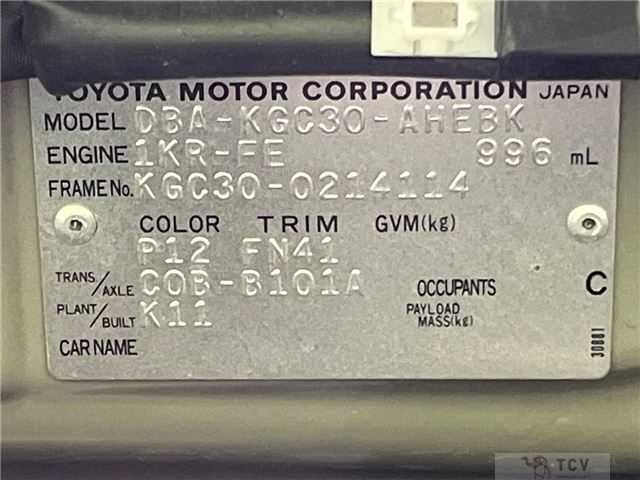 TOYOTA MOTOR CORPORATION JAPAN
MODEL DBA-KGC30-AHEBK
ENGINE 1KR-FE 996 mL
FRAME No. KGC30-0214114
COLOR TRIM GVM(kg)
P12 FN41
TRANS/AXLE C0B-B101A OCCUPANTS C
PLANT/BUILT K11 PAYLOAD MASS(kg)
CAR NAME
30881
TCV